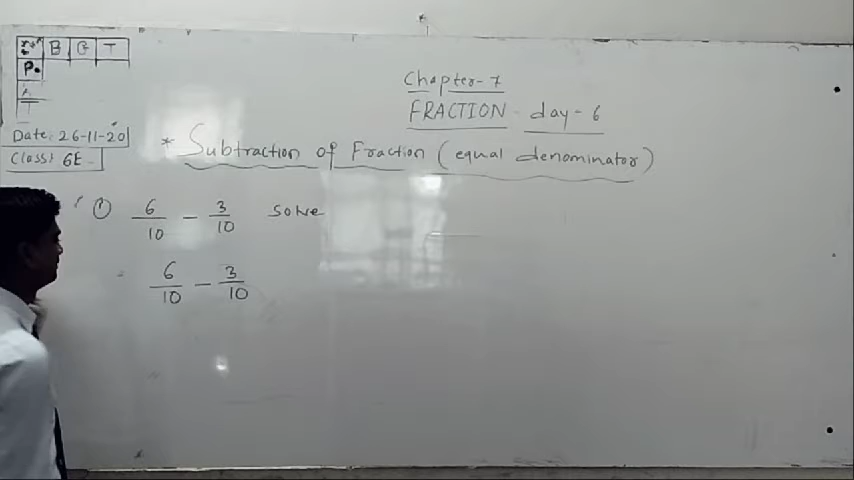 B G T
P.
A
T
Chapter-7
FRACTION day-6
Date: 26-11-20
Class: 6E
* Subtraction of Fraction (equal denominator)
① 6/10 - 3/10 solve
6/10 - 3/10